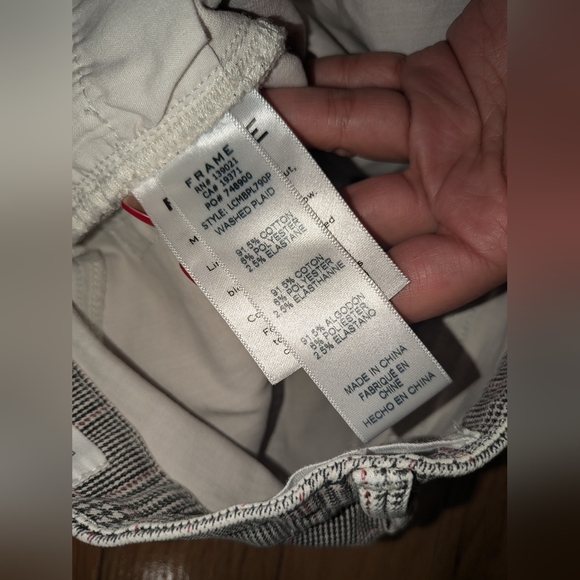 FRAME
RN# 139021
CA# 19371
PO# 748900
STYLE: LCMBPL790P
WASHED PLAID
91.5% COTTON
6% POLYESTER
2.5% ELASTANE
91.5% COTON
6% POLYESTER
2.5% ELASTHANNE
91.5% ALGODON
6% POLIESTER
2.5% ELASTANO
MADE IN CHINA
FABRIQUÉ EN
CHINE
HECHO EN CHINA